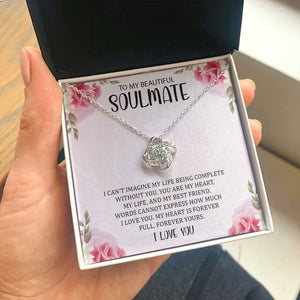 TO MY BEAUTIFUL
SOULMATE
I CAN'T IMAGINE MY LIFE BEING COMPLETE
WITHOUT YOU. YOU ARE MY HEART,
MY LIFE, AND MY BEST FRIEND.
WORDS CANNOT EXPRESS HOW MUCH
I LOVE YOU. MY HEART IS FOREVER
FULL, FOREVER YOURS.
I LOVE YOU